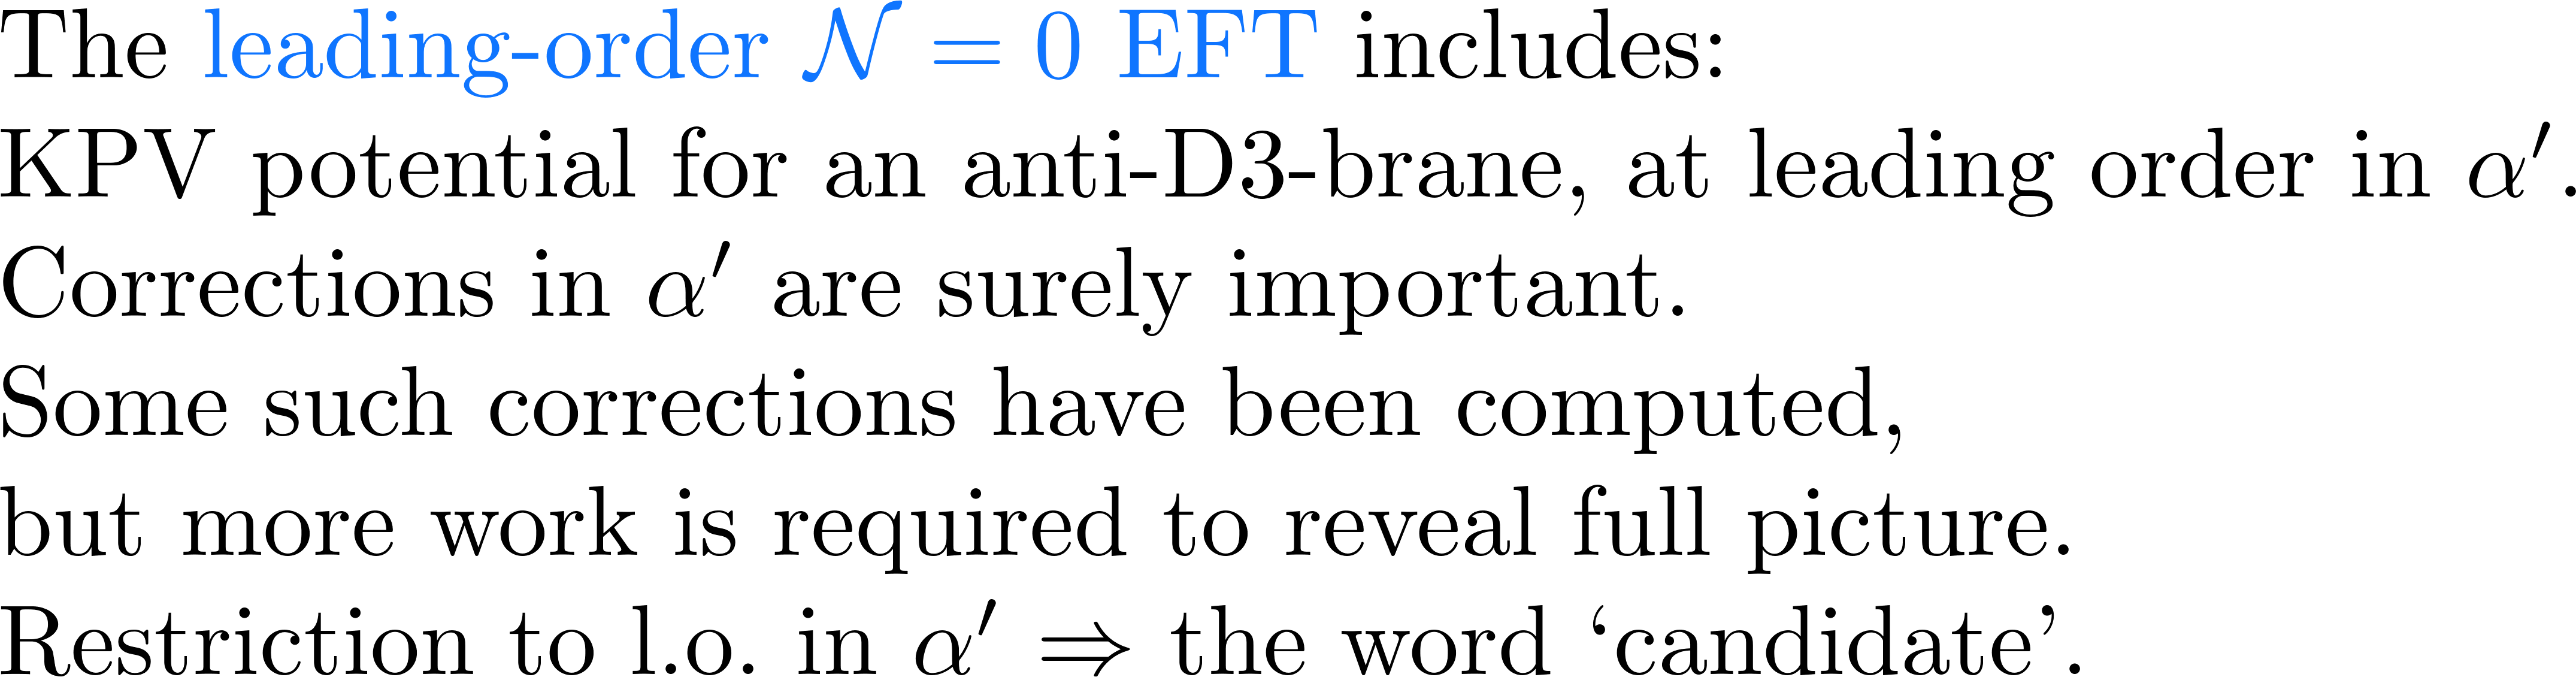 The leading-order 𝒩 = 0 EFT includes:
KPV potential for an anti-D3-brane, at leading order in α′.
Corrections in α′ are surely important.
Some such corrections have been computed,
but more work is required to reveal full picture.
Restriction to l.o. in α′ ⇒ the word ‘candidate’.